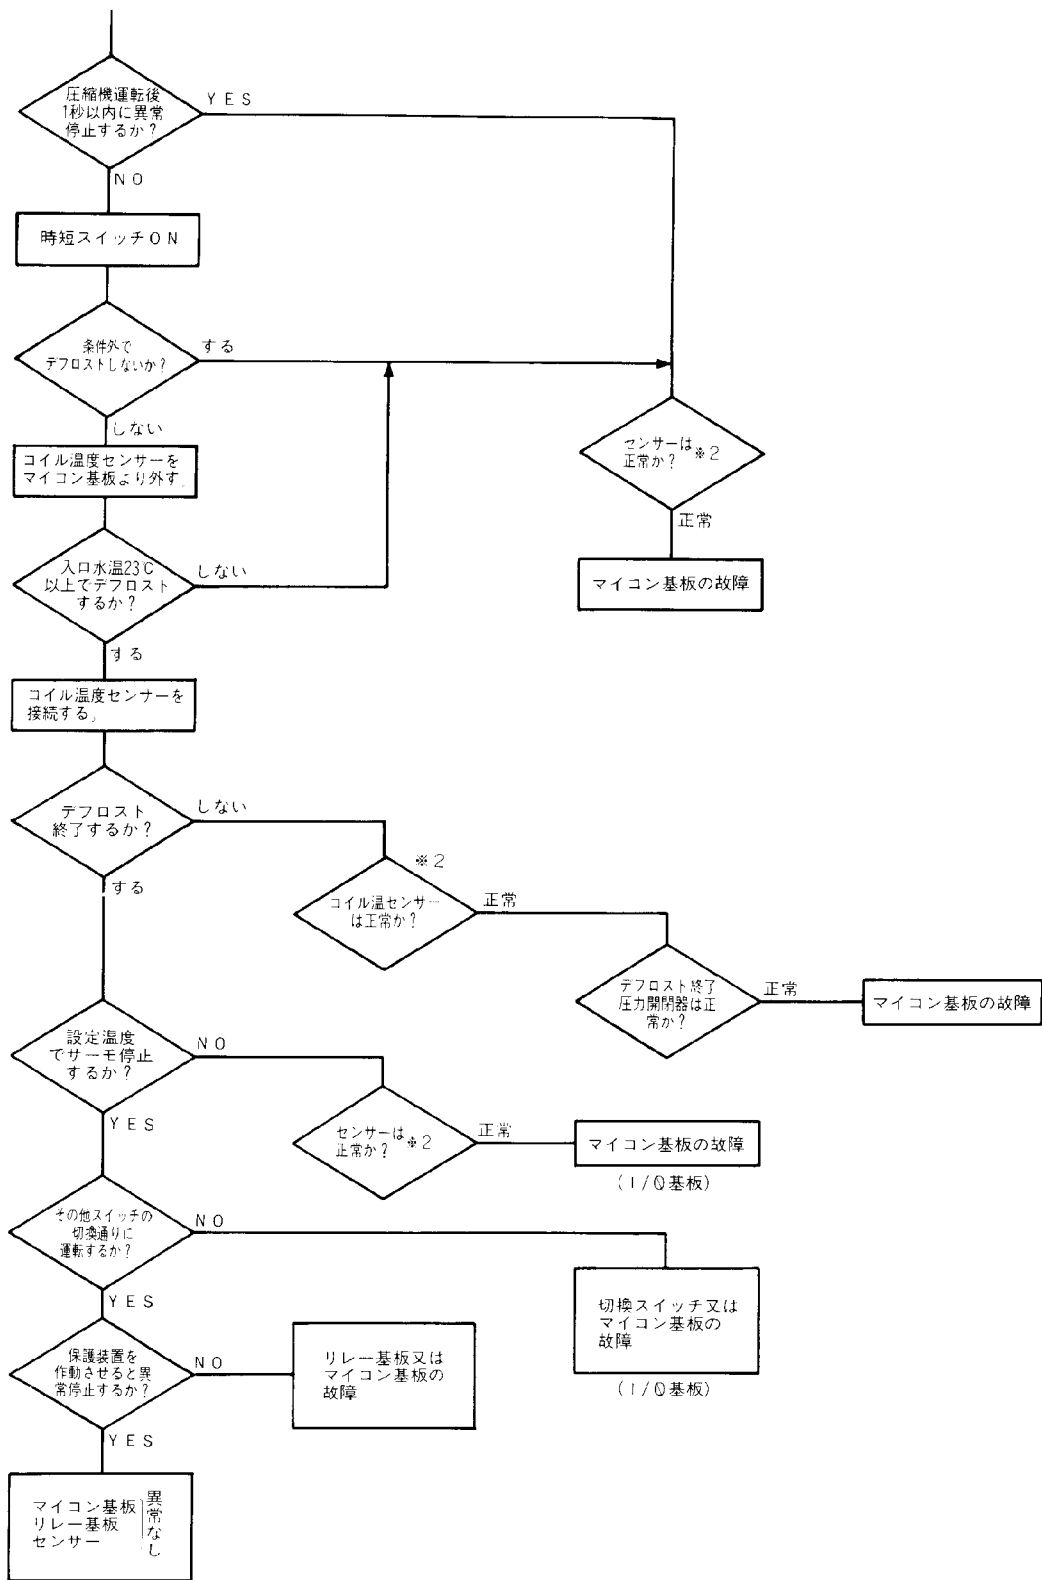 圧縮機運転後
1秒以内に異常
停止するか？
YES
NO
時短スイッチON
条件外で
デフロストしないか？
する
しない
コイル温度センサーを
マイコン基板より外す。
センサーは
正常か？※2
正常
マイコン基板の故障
入口水温23℃
以上でデフロスト
するか？
しない
する
コイル温度センサーを
接続する。
デフロスト
終了するか？
しない
する
※2
コイル温センサー
は正常か？
正常
デフロスト終了
圧力開閉器は正
常か？
正常
マイコン基板の故障
設定温度
でサーモ停止
するか？
NO
YES
センサーは
正常か？※2
正常
マイコン基板の故障
(I/O基板)
その他スイッチの
切換通りに
運転するか？
NO
YES
切換スイッチ又は
マイコン基板の
故障
(I/O基板)
保護装置を
作動させると異
常停止するか？
NO
YES
リレー基板又は
マイコン基板の
故障
マイコン基板
リレー基板
センサー
異常なし